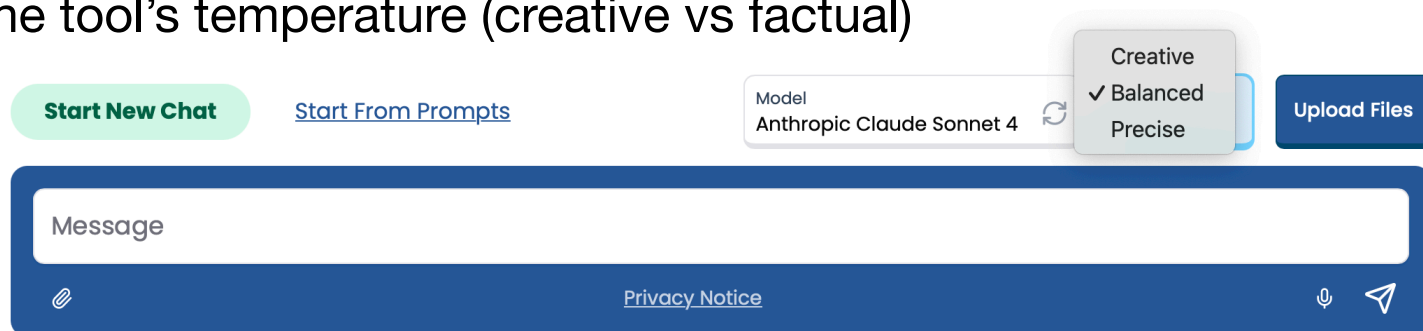 tool's temperature (creative vs factual)
Start New Chat
Start From Prompts
Model
Anthropic Claude Sonnet 4
Creative
✓ Balanced
Precise
Upload Files
Message
Privacy Notice